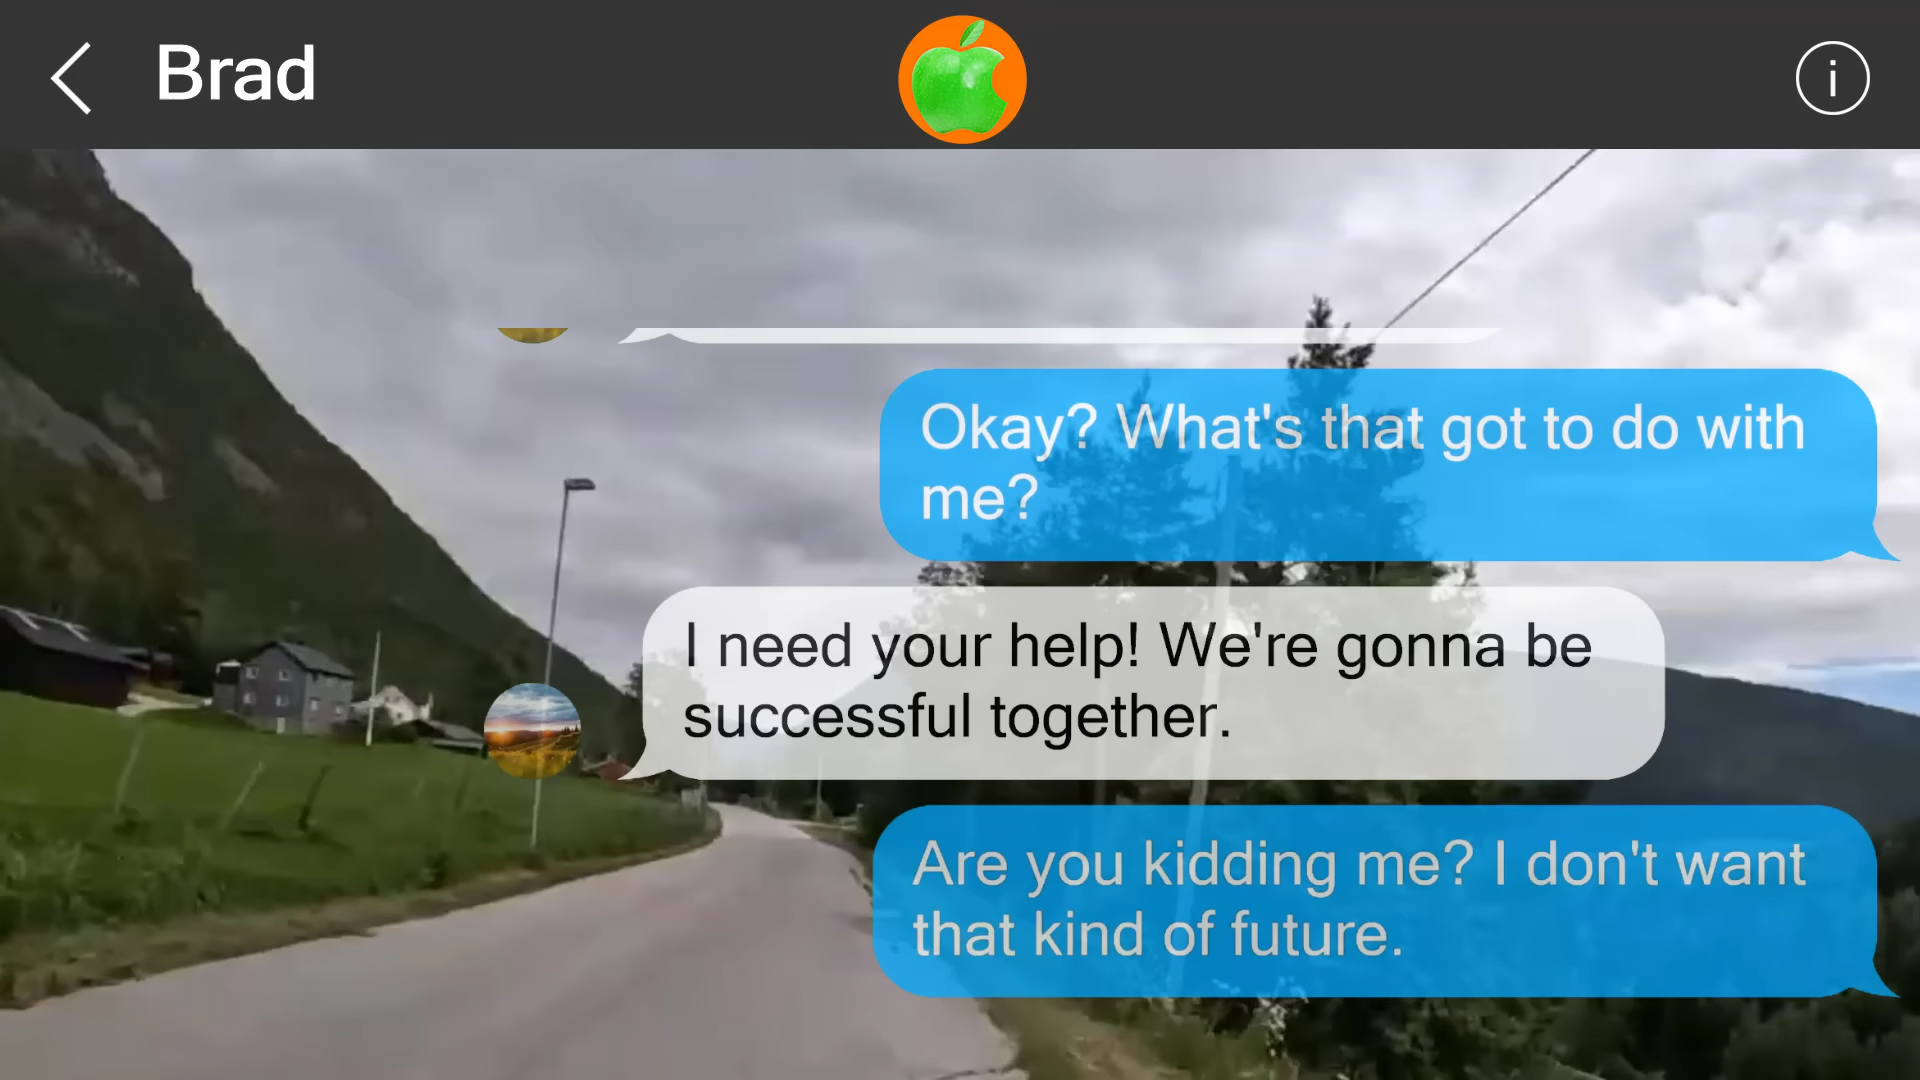 Brad
i
Okay? What's that got to do with
me?
I need your help! We're gonna be
successful together.
Are you kidding me? I don't want
that kind of future.